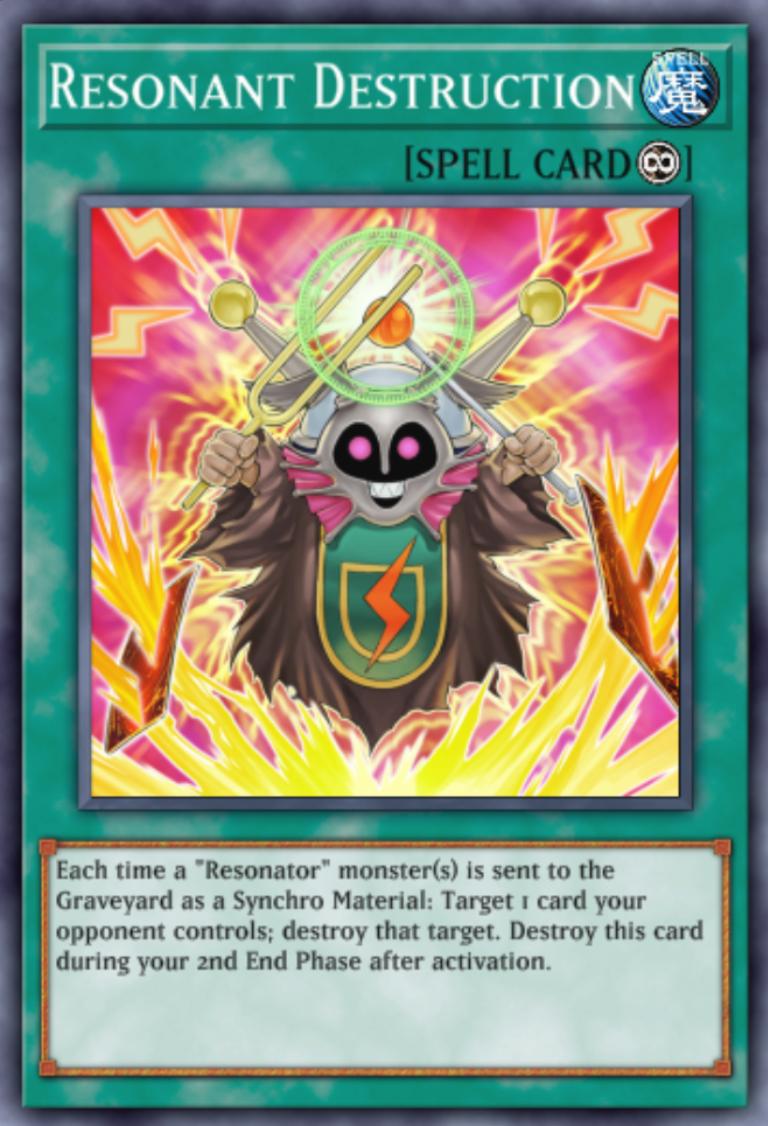 RESONANT DESTRUCTION
SPELL
魔
[SPELL CARD]
Each time a "Resonator" monster(s) is sent to the
Graveyard as a Synchro Material: Target 1 card your
opponent controls; destroy that target. Destroy this card
during your 2nd End Phase after activation.